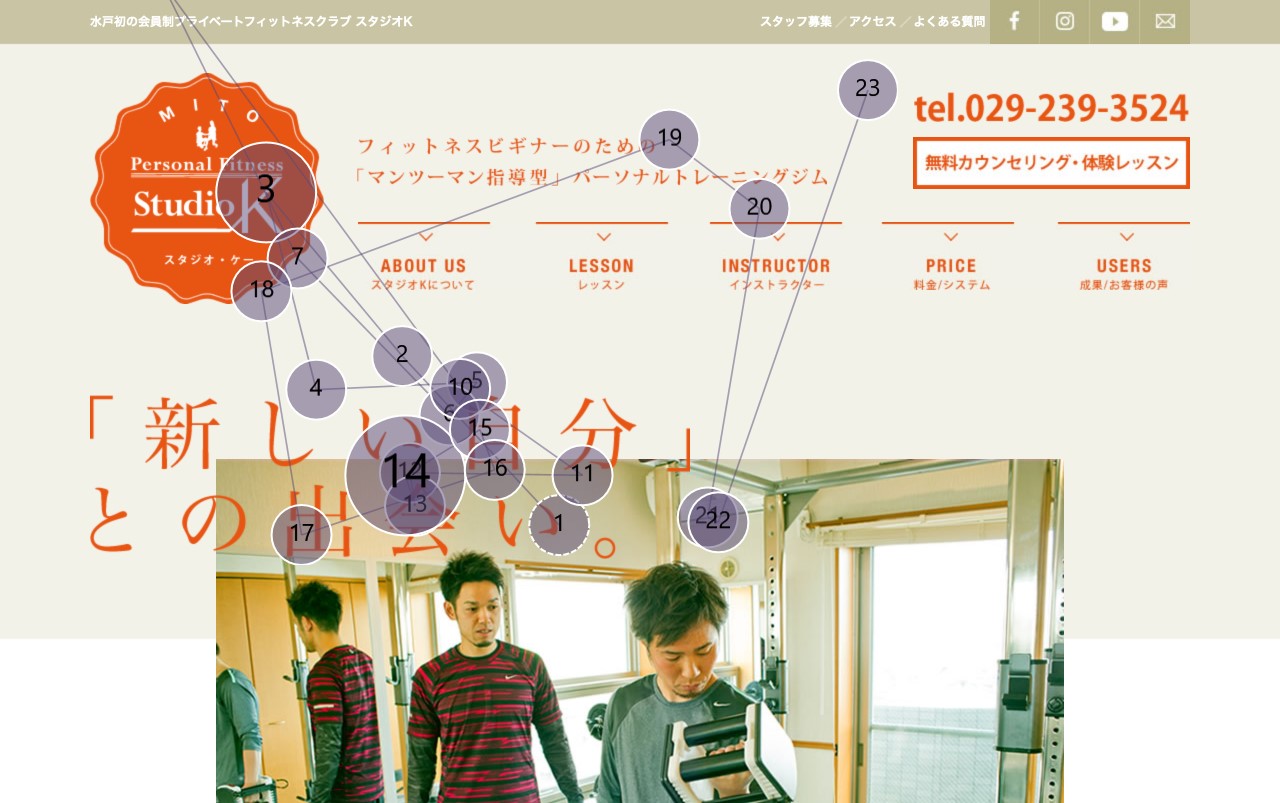 水戸初の会員制プライベートフィットネスクラブ スタジオK
スタッフ募集 ／ アクセス ／ よくある質問
MITO
Personal Fitness
Studio K
スタジオ・ケー
フィットネスビギナーのための
「マンツーマン指導型」パーソナルトレーニングジム
tel.029-239-3524
無料カウンセリング・体験レッスン
ABOUT US
スタジオKについて
LESSON
レッスン
INSTRUCTOR
インストラクター
PRICE
料金/システム
USERS
成果/お客様の声
「新しい自分」
との出会い。
1
2
3
4
5
7
10
11
13
14
15
16
17
18
19
20
22
23